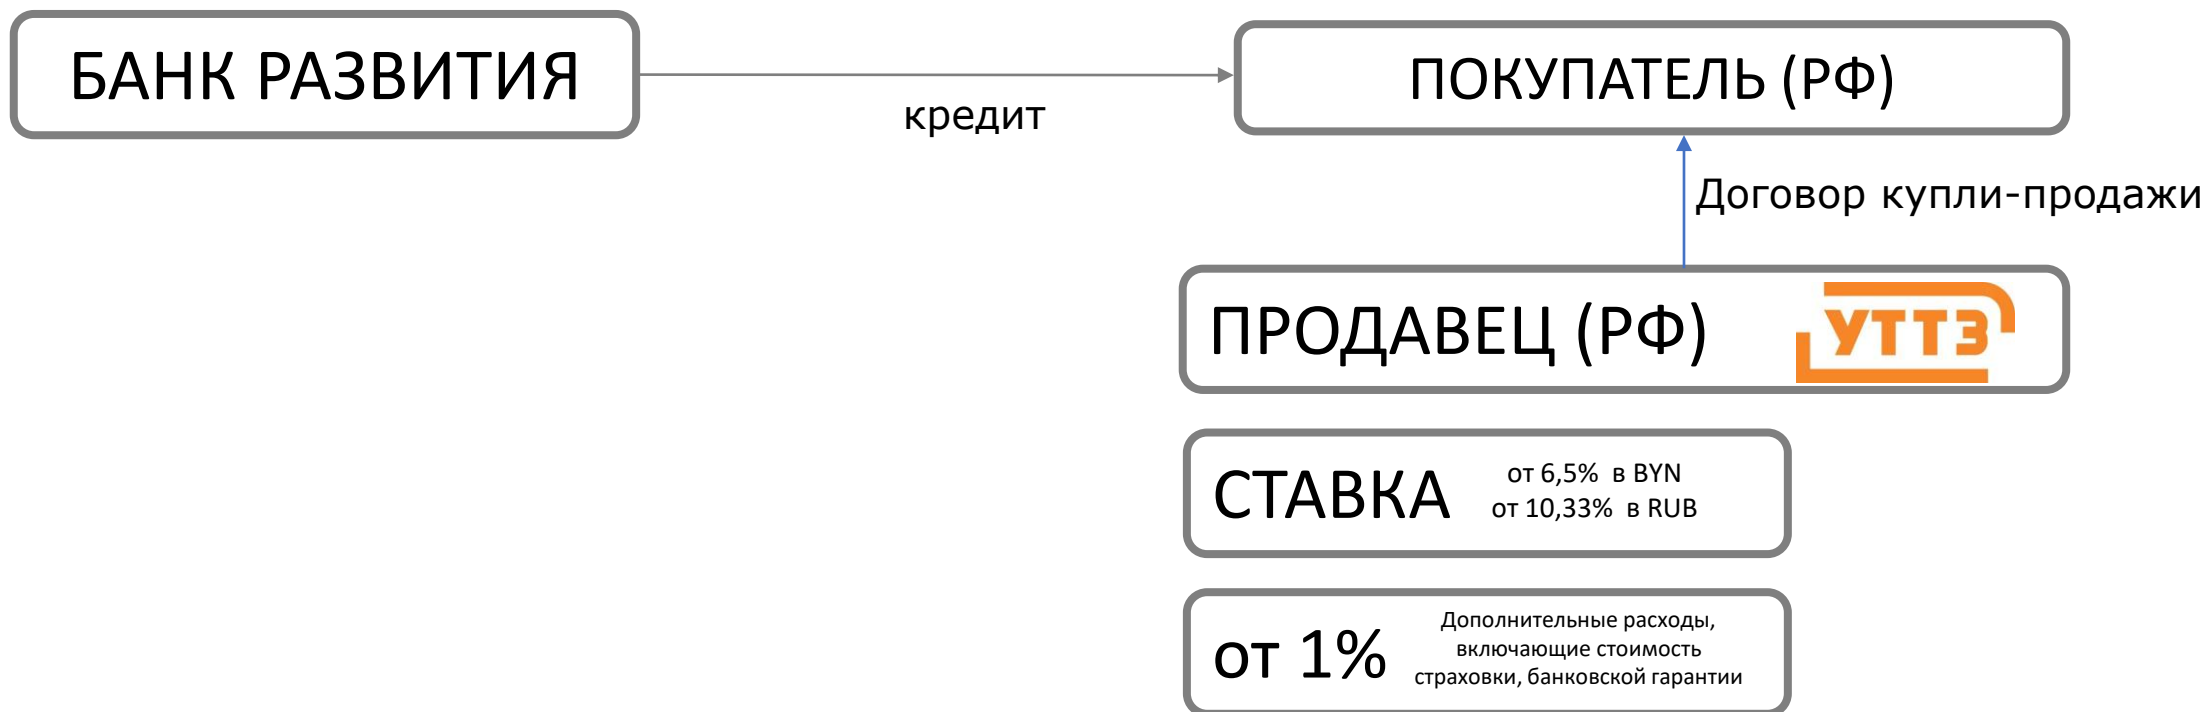 БАНК РАЗВИТИЯ
кредит
ПОКУПАТЕЛЬ (РФ)
Договор купли-продажи
ПРОДАВЕЦ (РФ)
УТТЗ
СТАВКА
от 6,5% в BYN
от 10,33% в RUB
от 1%
Дополнительные расходы,
включающие стоимость
страховки, банковской гарантии